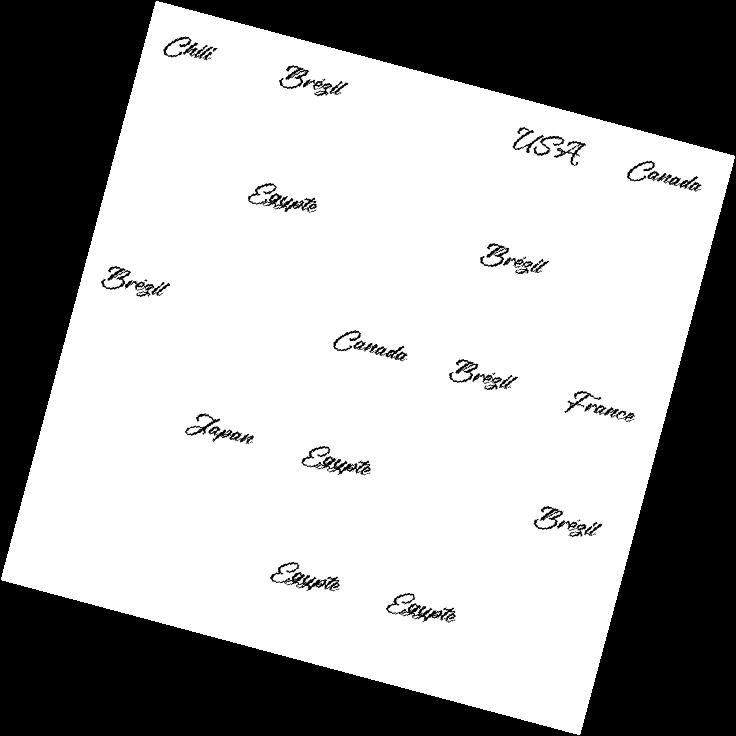 Chili Brézil USA Canada
Egypte Brézil
Brézil Canada Brézil France
Japan Egypte Brézil
Egypte Egypte